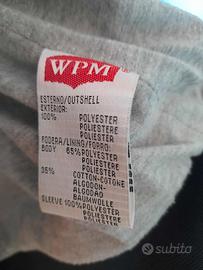 WPM
ESTERNO/OUTSHELL
EXTERIOR:
100% POLYESTER
POLIESTERE
POLIESTER
FODERA/LINING/FORRO:
BODY 65% POLYESTER
POLIESTERE
POLIESTER
35% COTTON-COTONE
ALGODON-
ALGODAO
BAUMWOLLE
SLEEVE 100% POLYESTER
POLIESTERE
subito